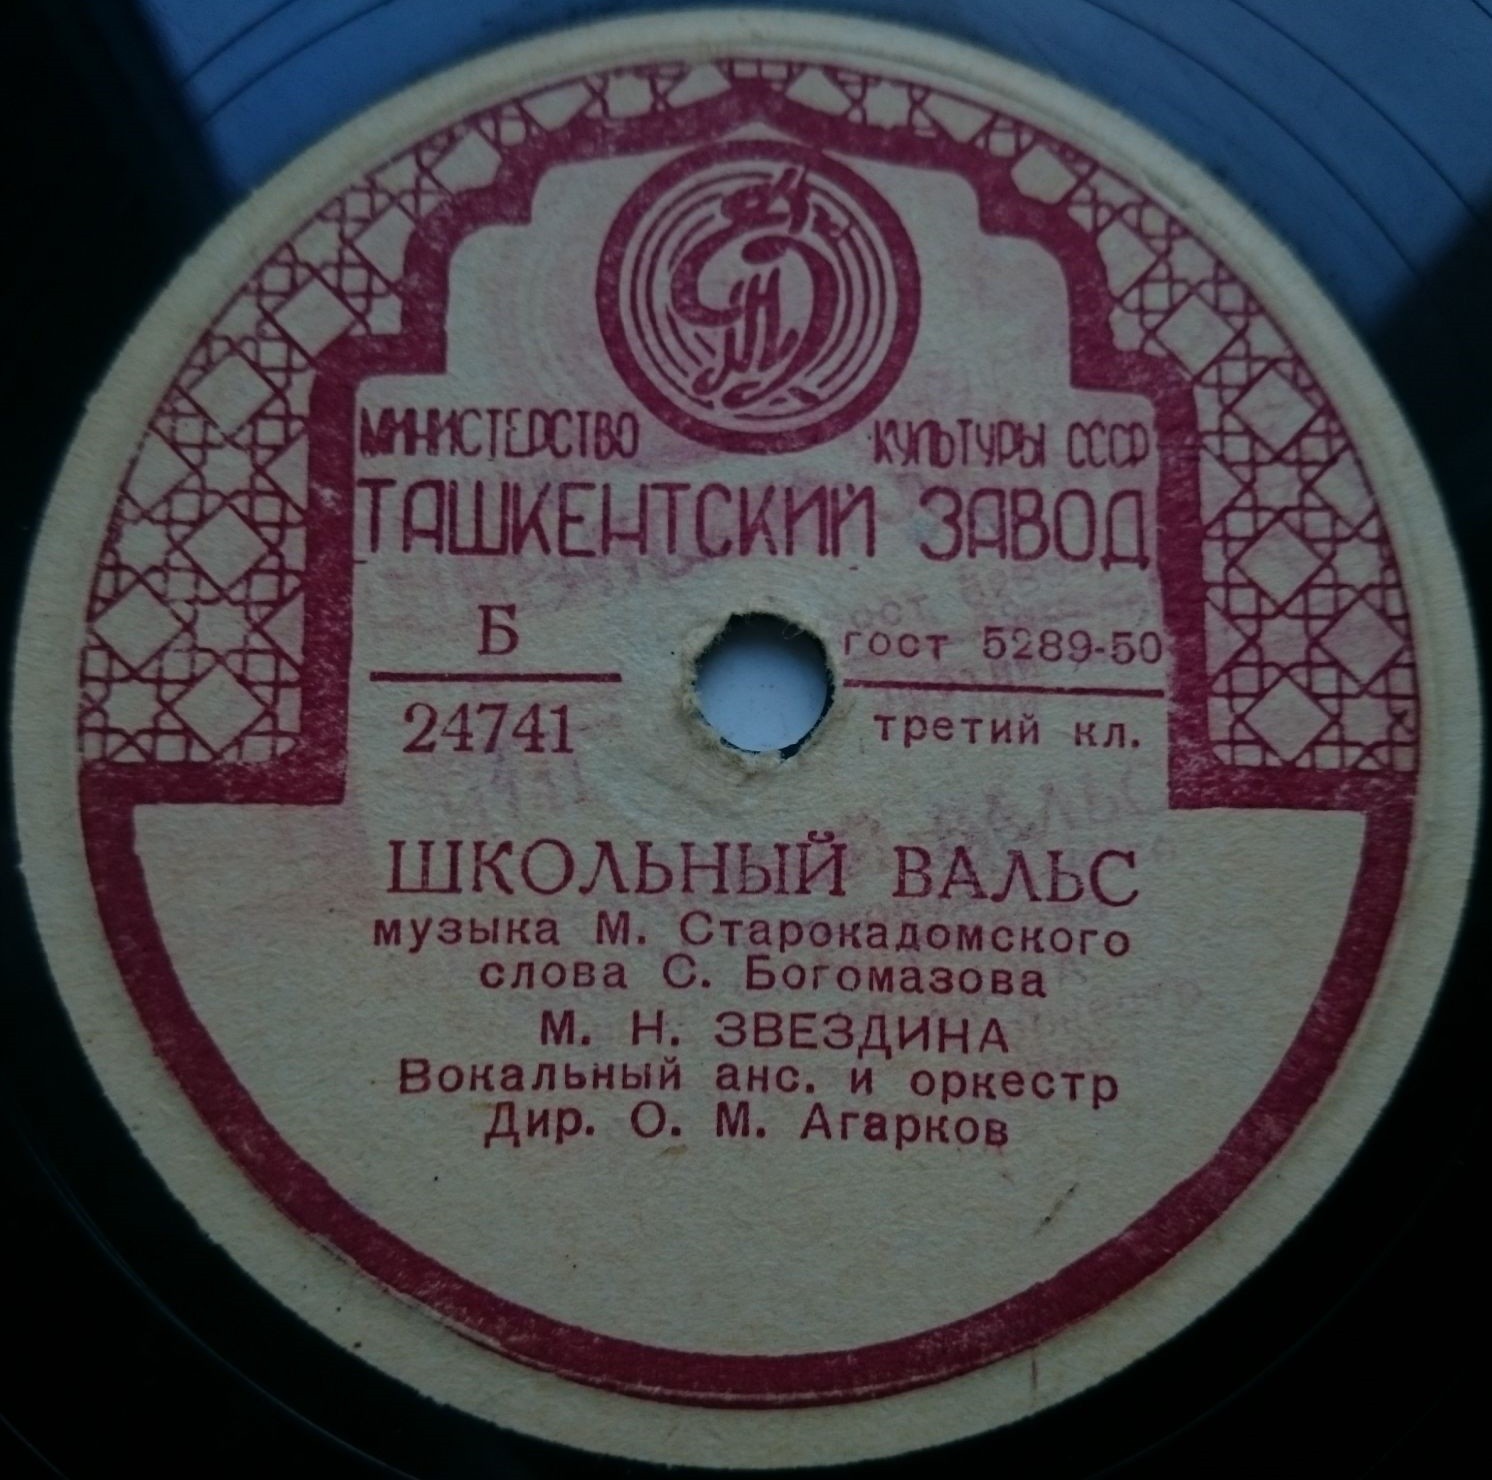 МИНИСТЕРСТВО КУЛЬТУРЫ СССР
ТАШКЕНТСКИЙ ЗАВОД
Б
24741
гост 5289-50
третий кл.
ШКОЛЬНЫЙ ВАЛЬС
музыка М. Старокадомского
слова С. Богомазова
М. Н. ЗВЕЗДИНА
Вокальный анс. и оркестр
Дир. О. М. Агарков